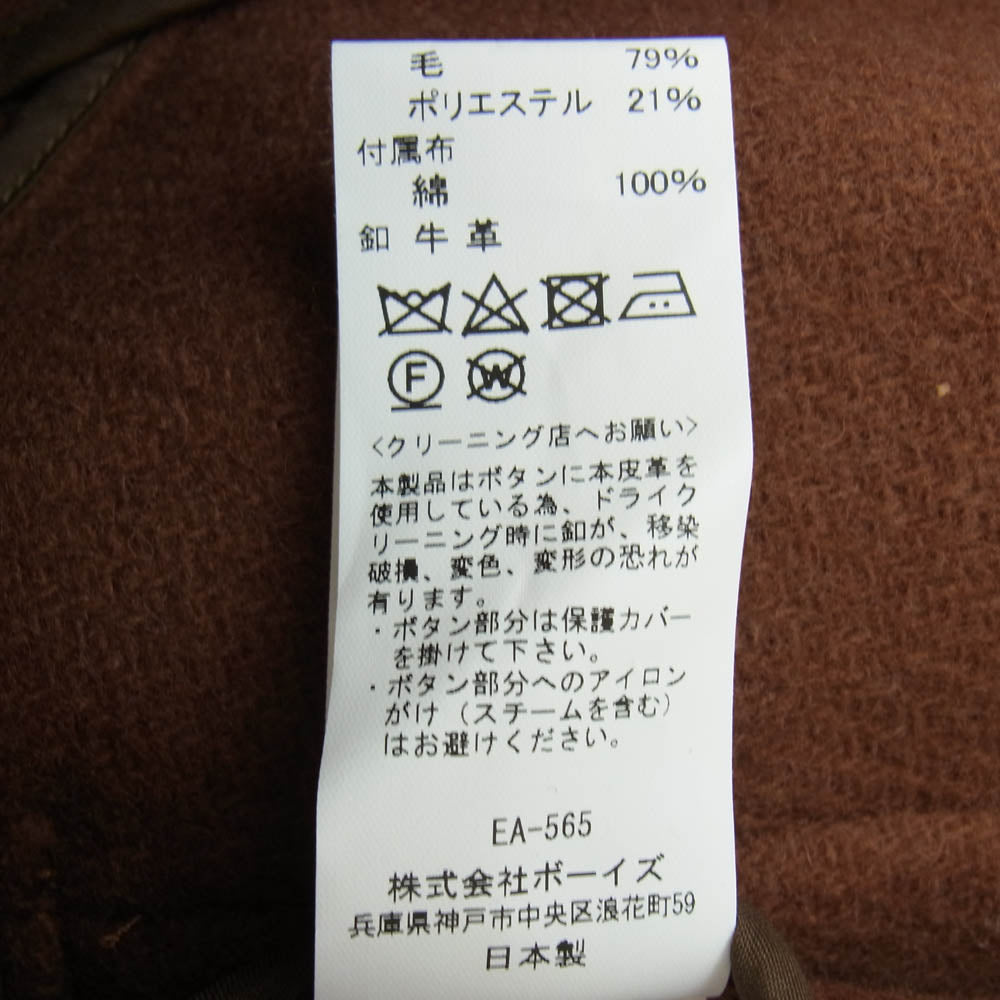 毛 79%
ポリエステル 21%
付属布
綿 100%
釦 牛 革
F W
<クリーニング店へお願い>
本製品はボタンに本皮革を
使用している為、ドライク
リーニング時に釦が、移染
破損、変色、変形の恐れが
有ります。
・ボタン部分は保護カバー
を掛けて下さい。
・ボタン部分へのアイロン
がけ（スチームを含む）
はお避けください。
EA-565
株式会社ボーイズ
兵庫県神戸市中央区浪花町59
日本製